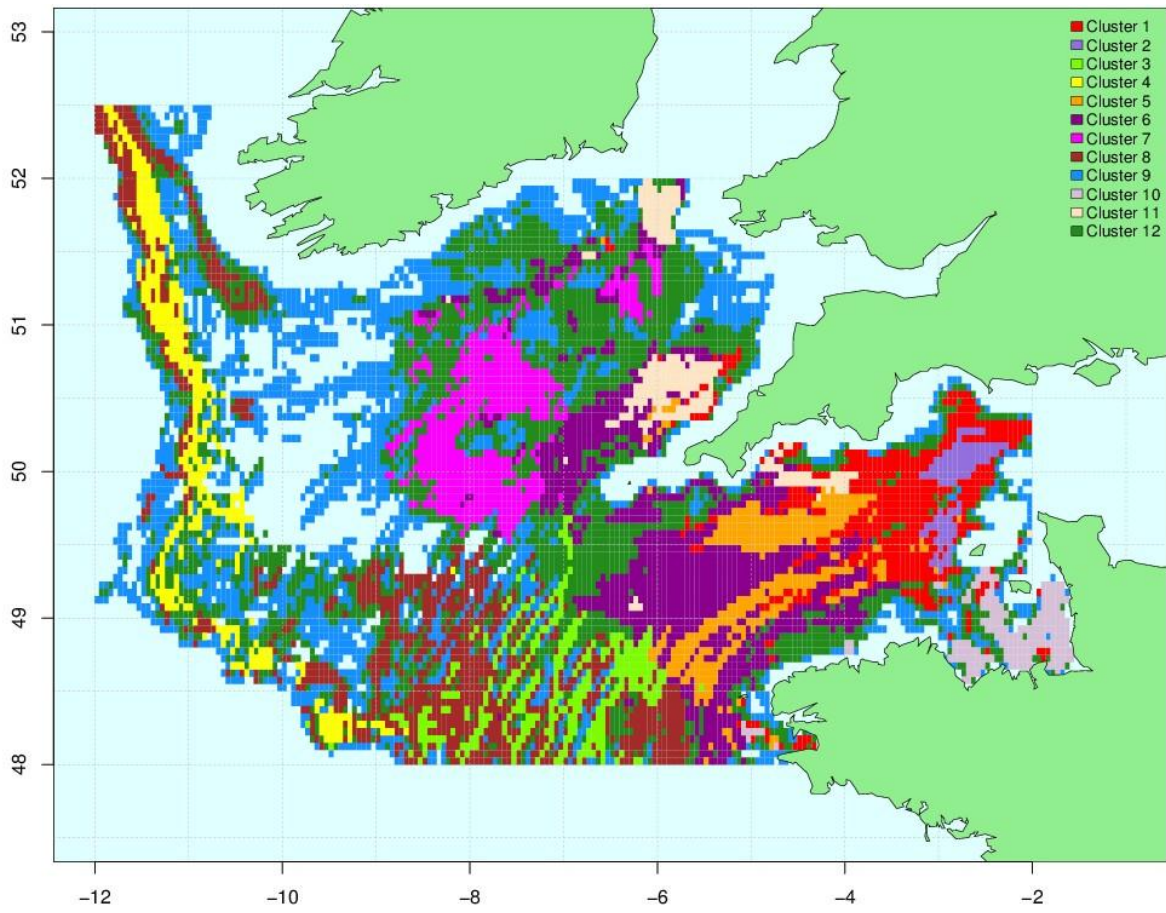 53
52
51
50
49
48
-12
-10
-8
-6
-4
-2
Cluster 1
Cluster 2
Cluster 3
Cluster 4
Cluster 5
Cluster 6
Cluster 7
Cluster 8
Cluster 9
Cluster 10
Cluster 11
Cluster 12